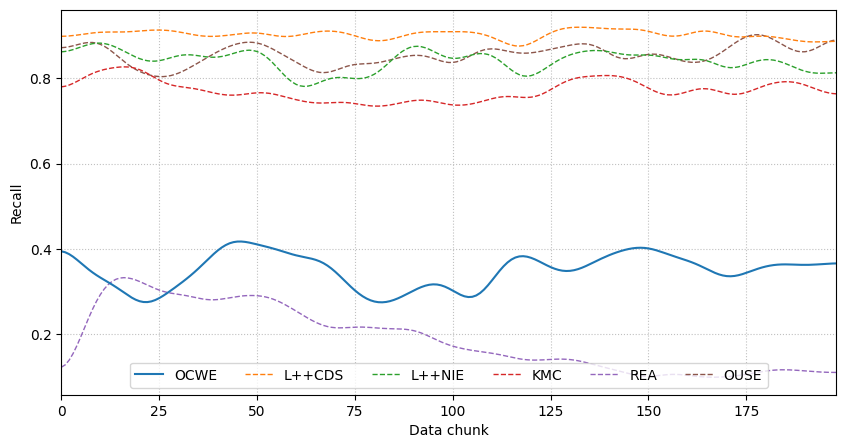 Recall
0.8
0.6
0.4
0.2
OCWE L++CDS L++NIE KMC REA OUSE
0 25 50 75 100 125 150 175
Data chunk